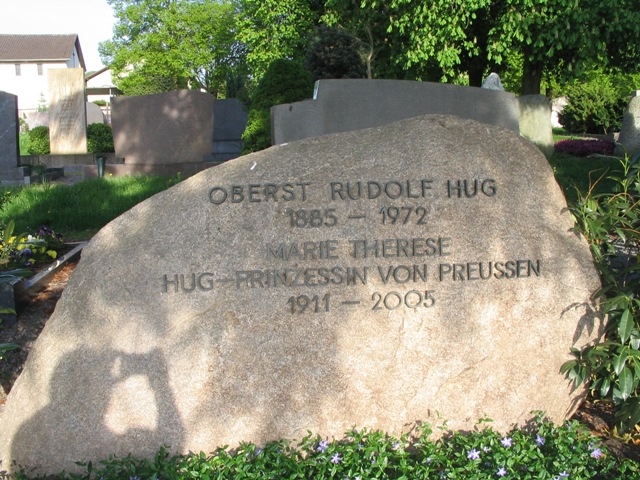 OBERST RUDOLF HUG
1885 – 1972
MARIE THERESE
HUG–PRINZESSIN VON PREUSSEN
1911 – 2005